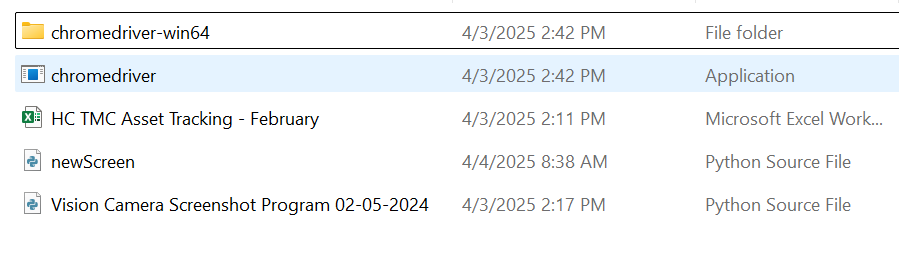 chromedriver-win64 4/3/2025 2:42 PM File folder
chromedriver 4/3/2025 2:42 PM Application
HC TMC Asset Tracking - February 4/3/2025 2:11 PM Microsoft Excel Work...
newScreen 4/4/2025 8:38 AM Python Source File
Vision Camera Screenshot Program 02-05-2024 4/3/2025 2:17 PM Python Source File